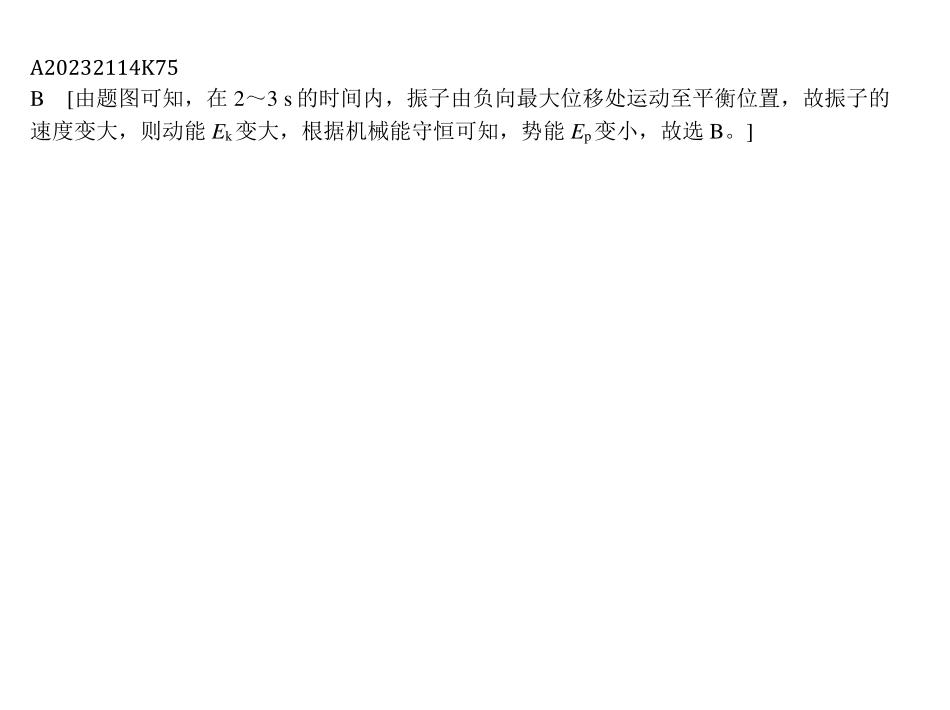 A20232114K75
B [由题图可知，在 2～3 s 的时间内，振子由负向最大位移处运动至平衡位置，故振子的
速度变大，则动能 Ek 变大，根据机械能守恒可知，势能 Ep 变小，故选 B。]